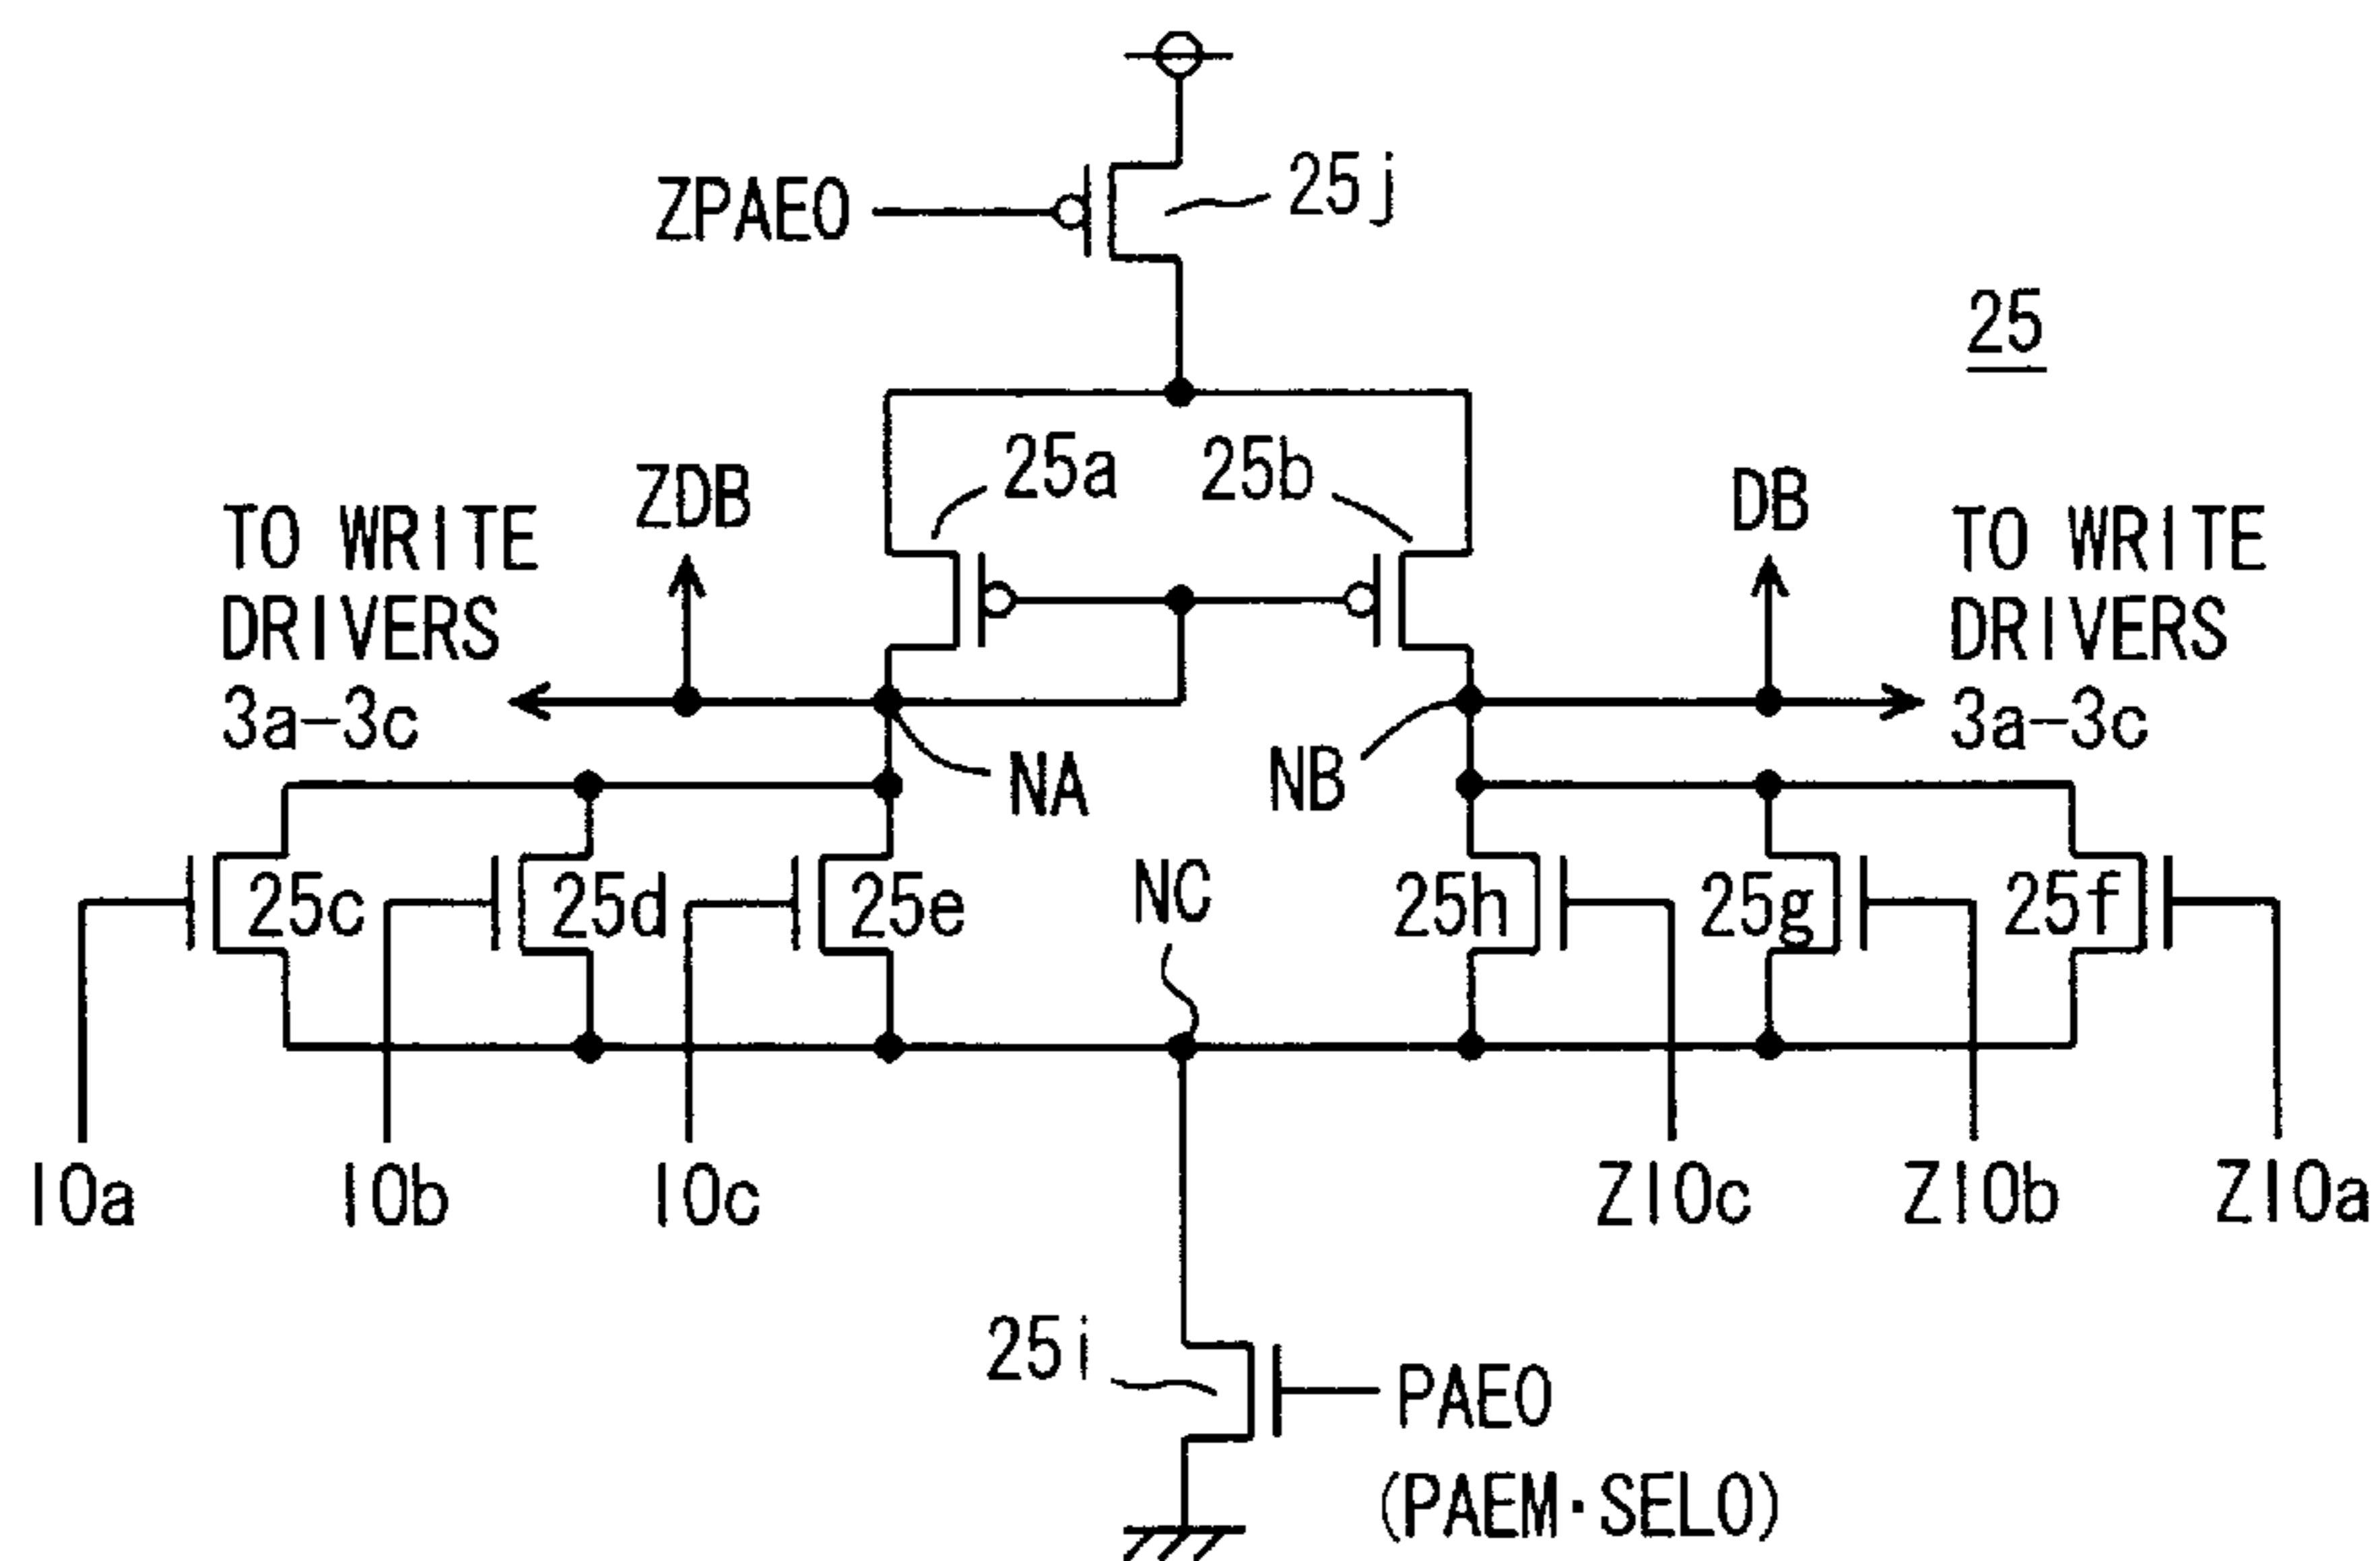 ZPAE0
25j
25
25a
25b
ZDB
DB
TO WRITE
DRIVERS
3a-3c
TO WRITE
DRIVERS
3a-3c
NA
NB
NC
25c
25d
25e
25h
25g
25f
IOa
IOb
IOc
ZIOc
ZIOb
ZIOa
25i
PAE0
(PAEM·SEL0)